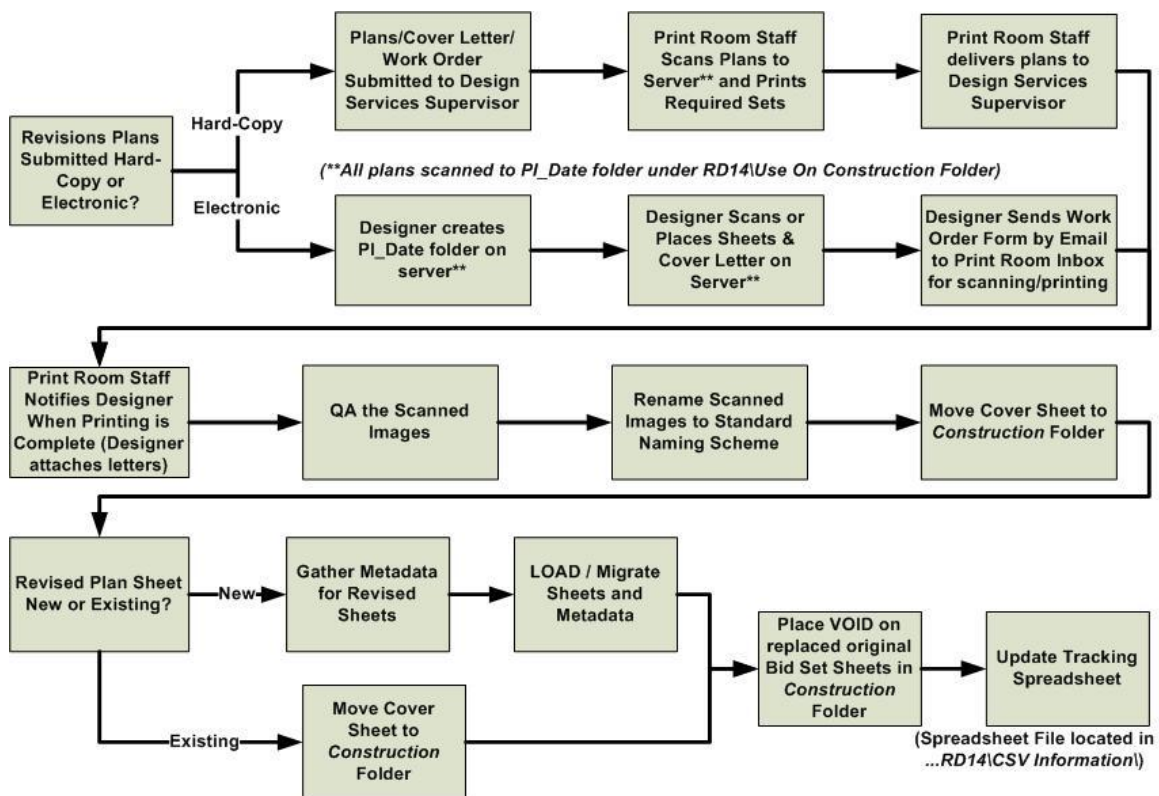 Revisions Plans
Submitted Hard-
Copy or
Electronic?
Hard-Copy
Plans/Cover Letter/
Work Order
Submitted to Design
Services Supervisor
Print Room Staff
Scans Plans to
Server** and Prints
Required Sets
Print Room Staff
delivers plans to
Design Services
Supervisor
(**All plans scanned to PI_Date folder under RD14\Use On Construction Folder)
Electronic
Designer creates
PI_Date folder on
server**
Designer Scans or
Places Sheets &
Cover Letter on
Server**
Designer Sends Work
Order Form by Email
to Print Room Inbox
for scanning/printing
Print Room Staff
Notifies Designer
When Printing is
Complete (Designer
attaches letters)
QA the Scanned
Images
Rename Scanned
Images to Standard
Naming Scheme
Move Cover Sheet to
Construction Folder
Revised Plan Sheet
New or Existing?
New
Gather Metadata
for Revised
Sheets
LOAD / Migrate
Sheets and
Metadata
Existing
Move Cover
Sheet to
Construction
Folder
Place VOID on
replaced original
Bid Set Sheets in
Construction
Folder
Update Tracking
Spreadsheet
(Spreadsheet File located in
...RD14\CSV Information\)